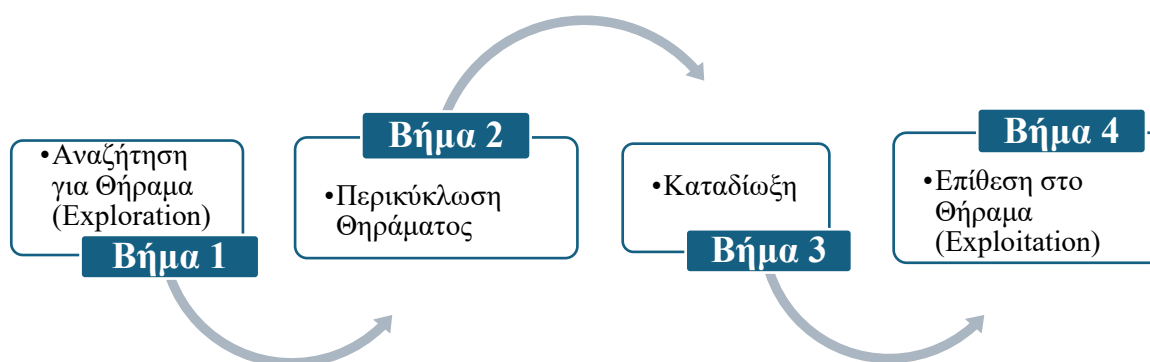 •Αναζήτηση
για Θήραμα
(Exploration)
Βήμα 1
Βήμα 2
•Περικύκλωση
Θηράματος
•Καταδίωξη
Βήμα 3
Βήμα 4
•Επίθεση στο
Θήραμα
(Exploitation)